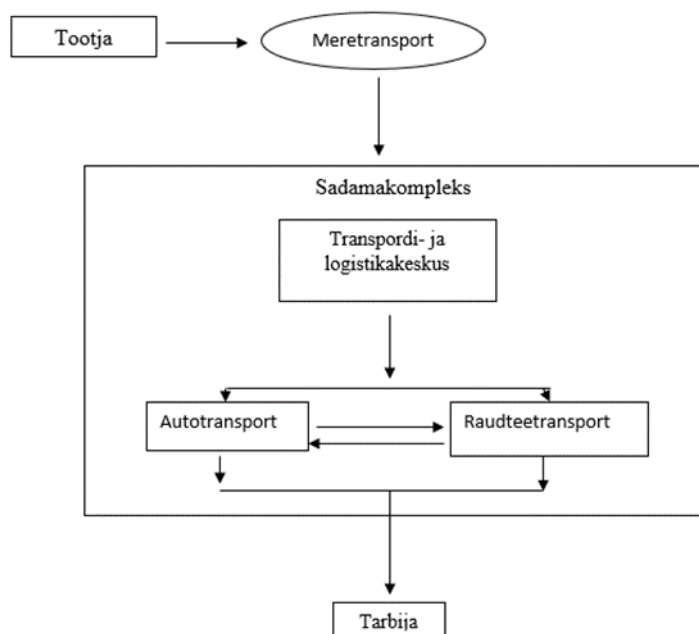 Tootja
Meretransport
Sadamakompleks
Transpordi- ja
logistikakeskus
Autotransport
Raudteetransport
Tarbija